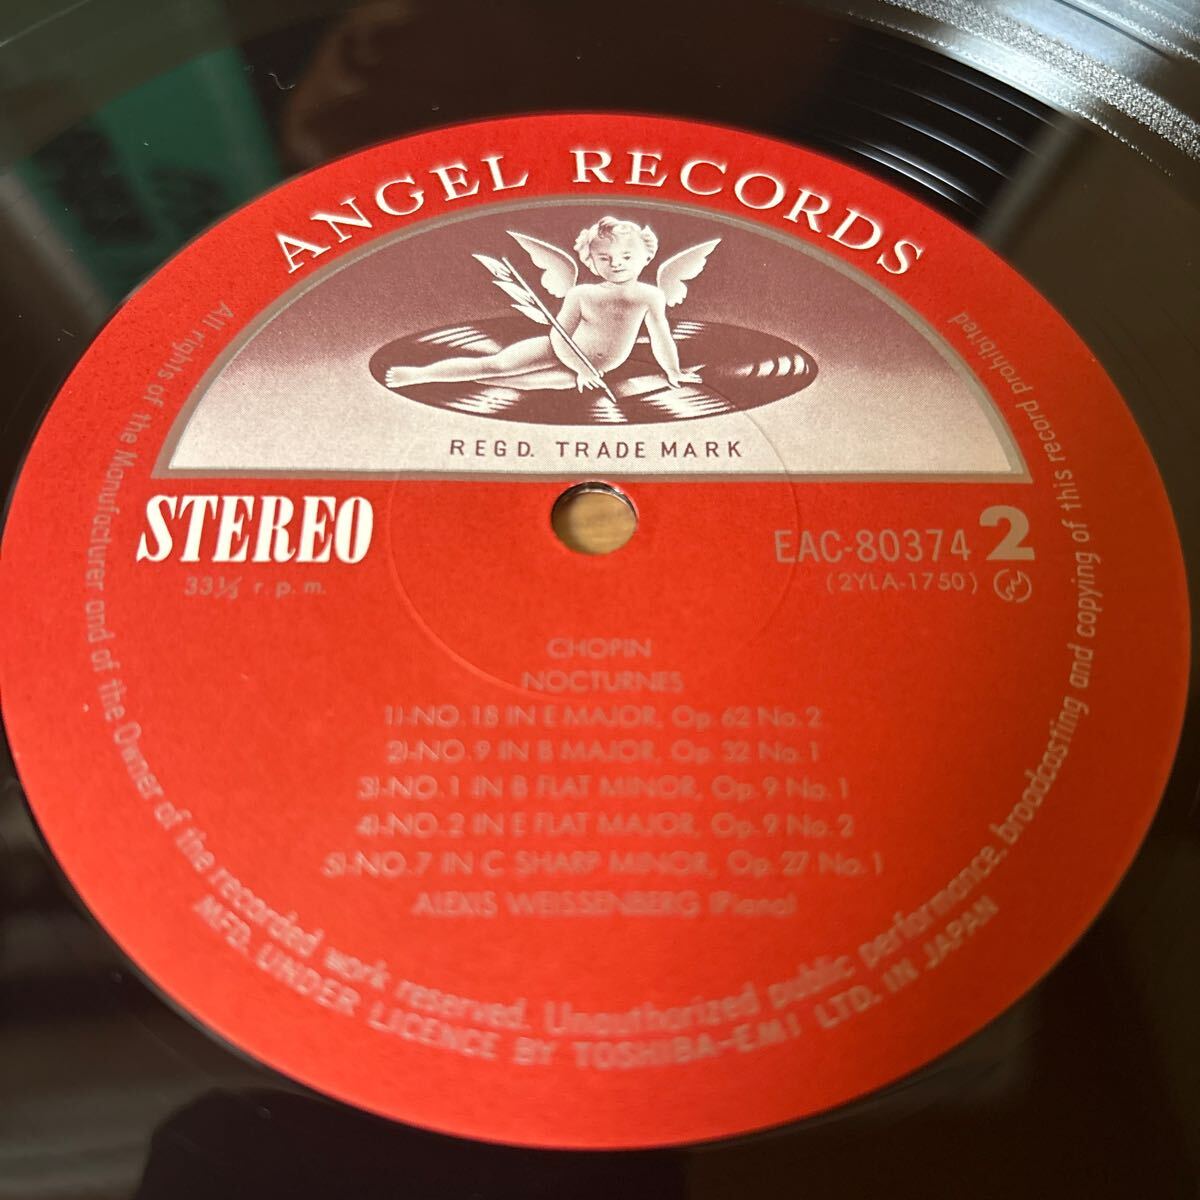 ANGEL RECORDS
REGD. TRADE MARK
STEREO
33⅓ r.p.m.
EAC-80374 2
(2YLA-1750)
CHOPIN
NOCTURNES
1)-NO.18 IN E MAJOR, Op. 62 No. 2
2)-NO. 9 IN B MAJOR, Op. 32 No. 1
3)-NO. 1 IN B FLAT MINOR, Op. 9 No. 1
4)-NO. 2 IN E FLAT MAJOR, Op. 9 No. 2
5)-NO. 7 IN C SHARP MINOR, Op. 27 No. 1
ALEXIS WEISSENBERG (Piano)
All rights of the Manufacturer and of the Owner of the recorded work reserved. Unauthorized public performance, broadcasting and copying of this record prohibited
MFD. UNDER LICENCE BY TOSHIBA-EMI LTD. IN JAPAN